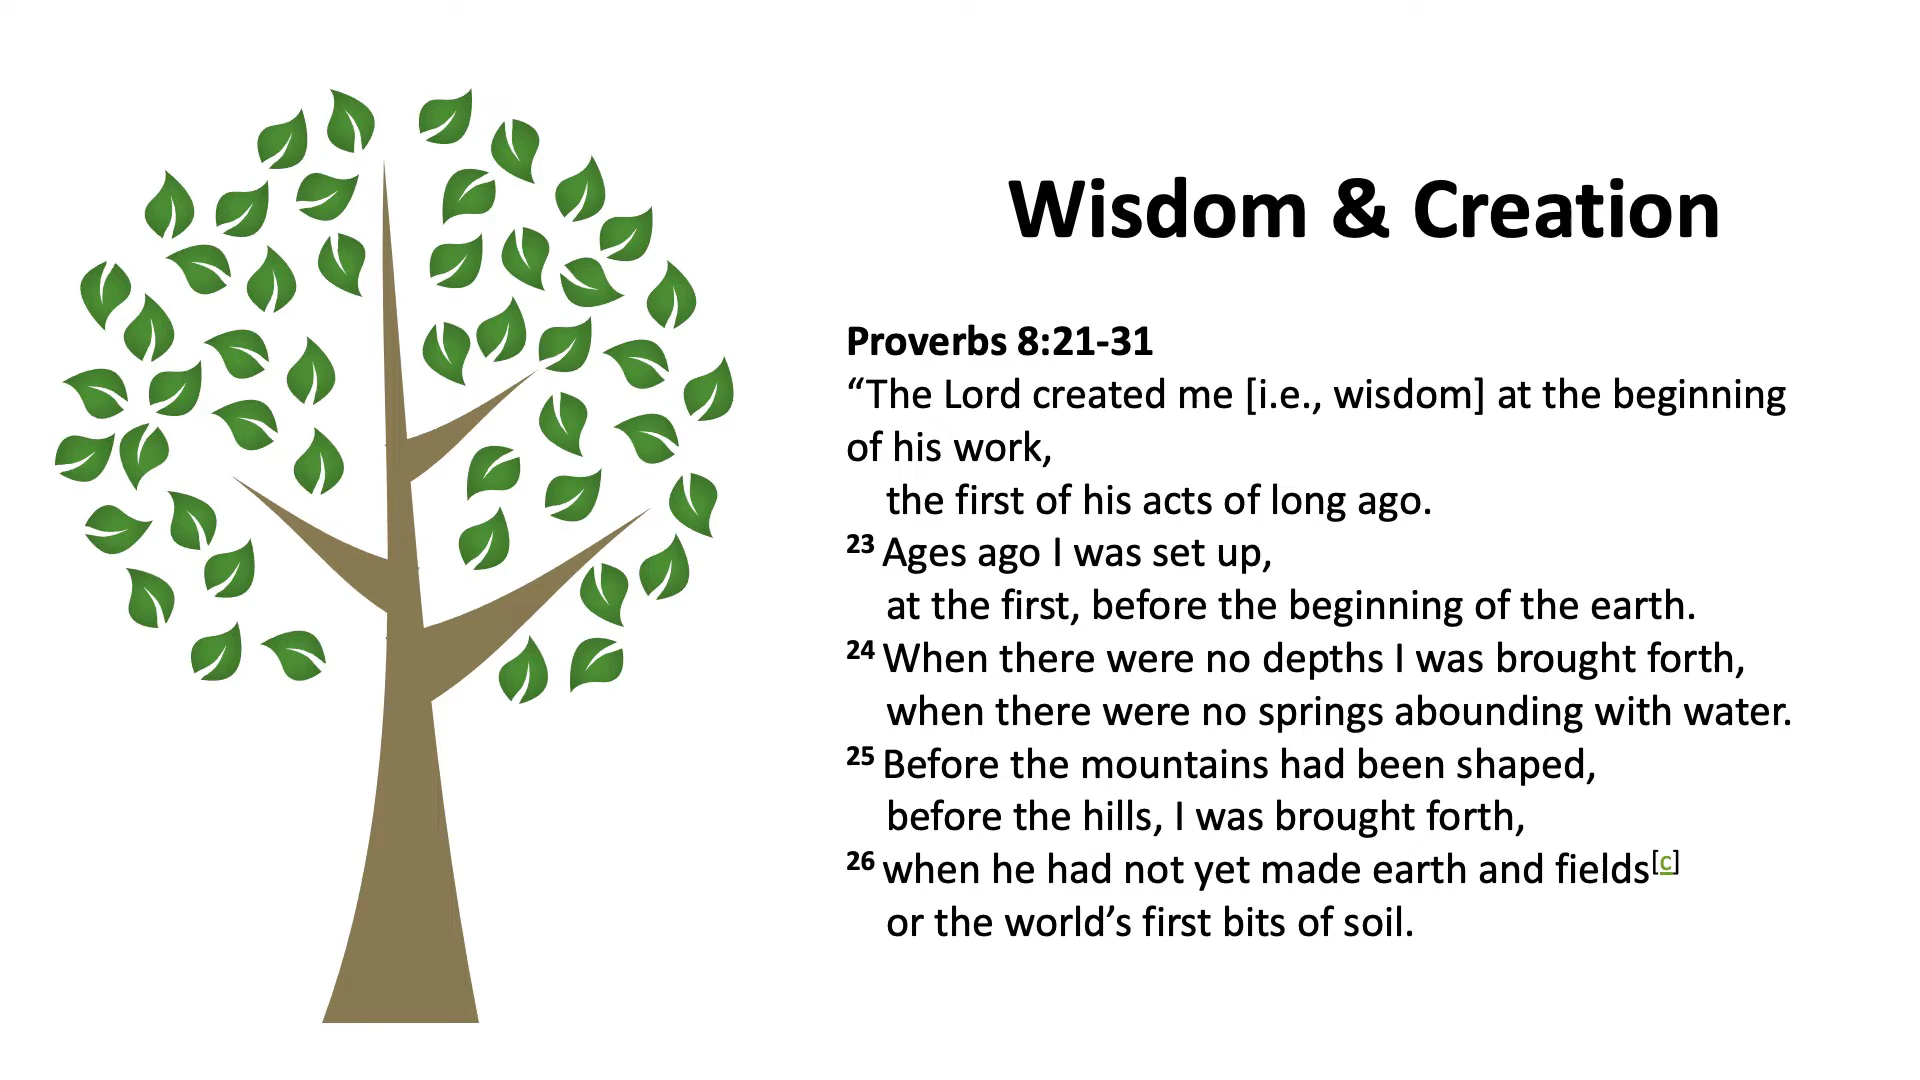 Wisdom & Creation
Proverbs 8:21-31
“The Lord created me [i.e., wisdom] at the beginning
of his work,
the first of his acts of long ago.
23 Ages ago I was set up,
at the first, before the beginning of the earth.
24 When there were no depths I was brought forth,
when there were no springs abounding with water.
25 Before the mountains had been shaped,
before the hills, I was brought forth,
26 when he had not yet made earth and fields[c]
or the world’s first bits of soil.